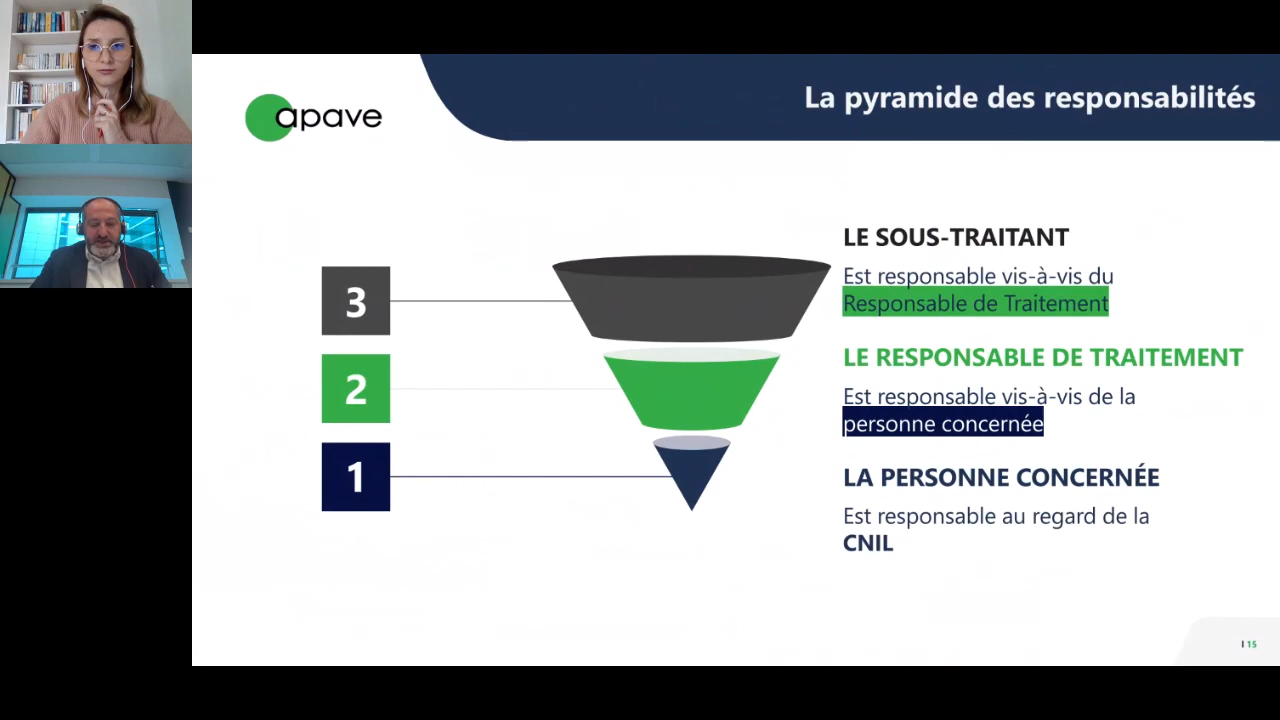 apave
La pyramide des responsabilités
3
2
1
LE SOUS-TRAITANT
Est responsable vis-à-vis du
Responsable de Traitement
LE RESPONSABLE DE TRAITEMENT
Est responsable vis-à-vis de la
personne concernée
LA PERSONNE CONCERNÉE
Est responsable au regard de la
CNIL
I 15